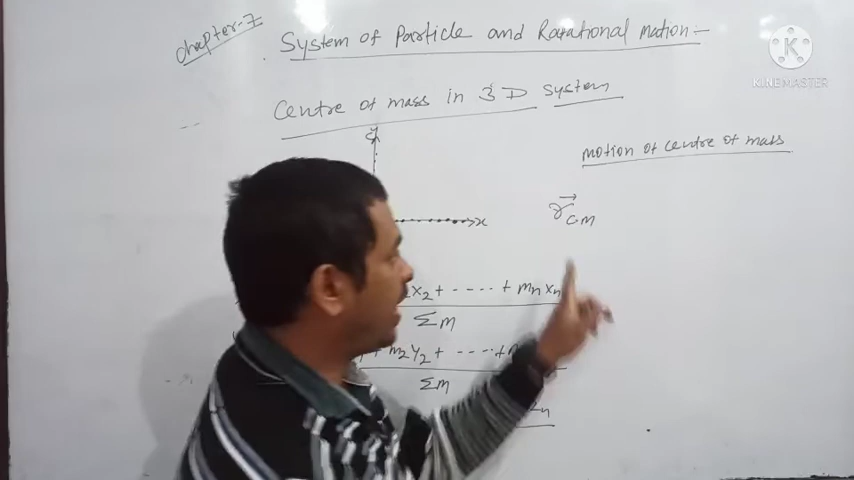 chapter-7
System of Particle and Rotational Motion :-
Centre of mass in 3D System
y
x
motion of centre of mass
r⃗cm
x2 + ---- + mn xn
Σm
+ m2y2 + ---- +
Σm
K
KINEMASTER